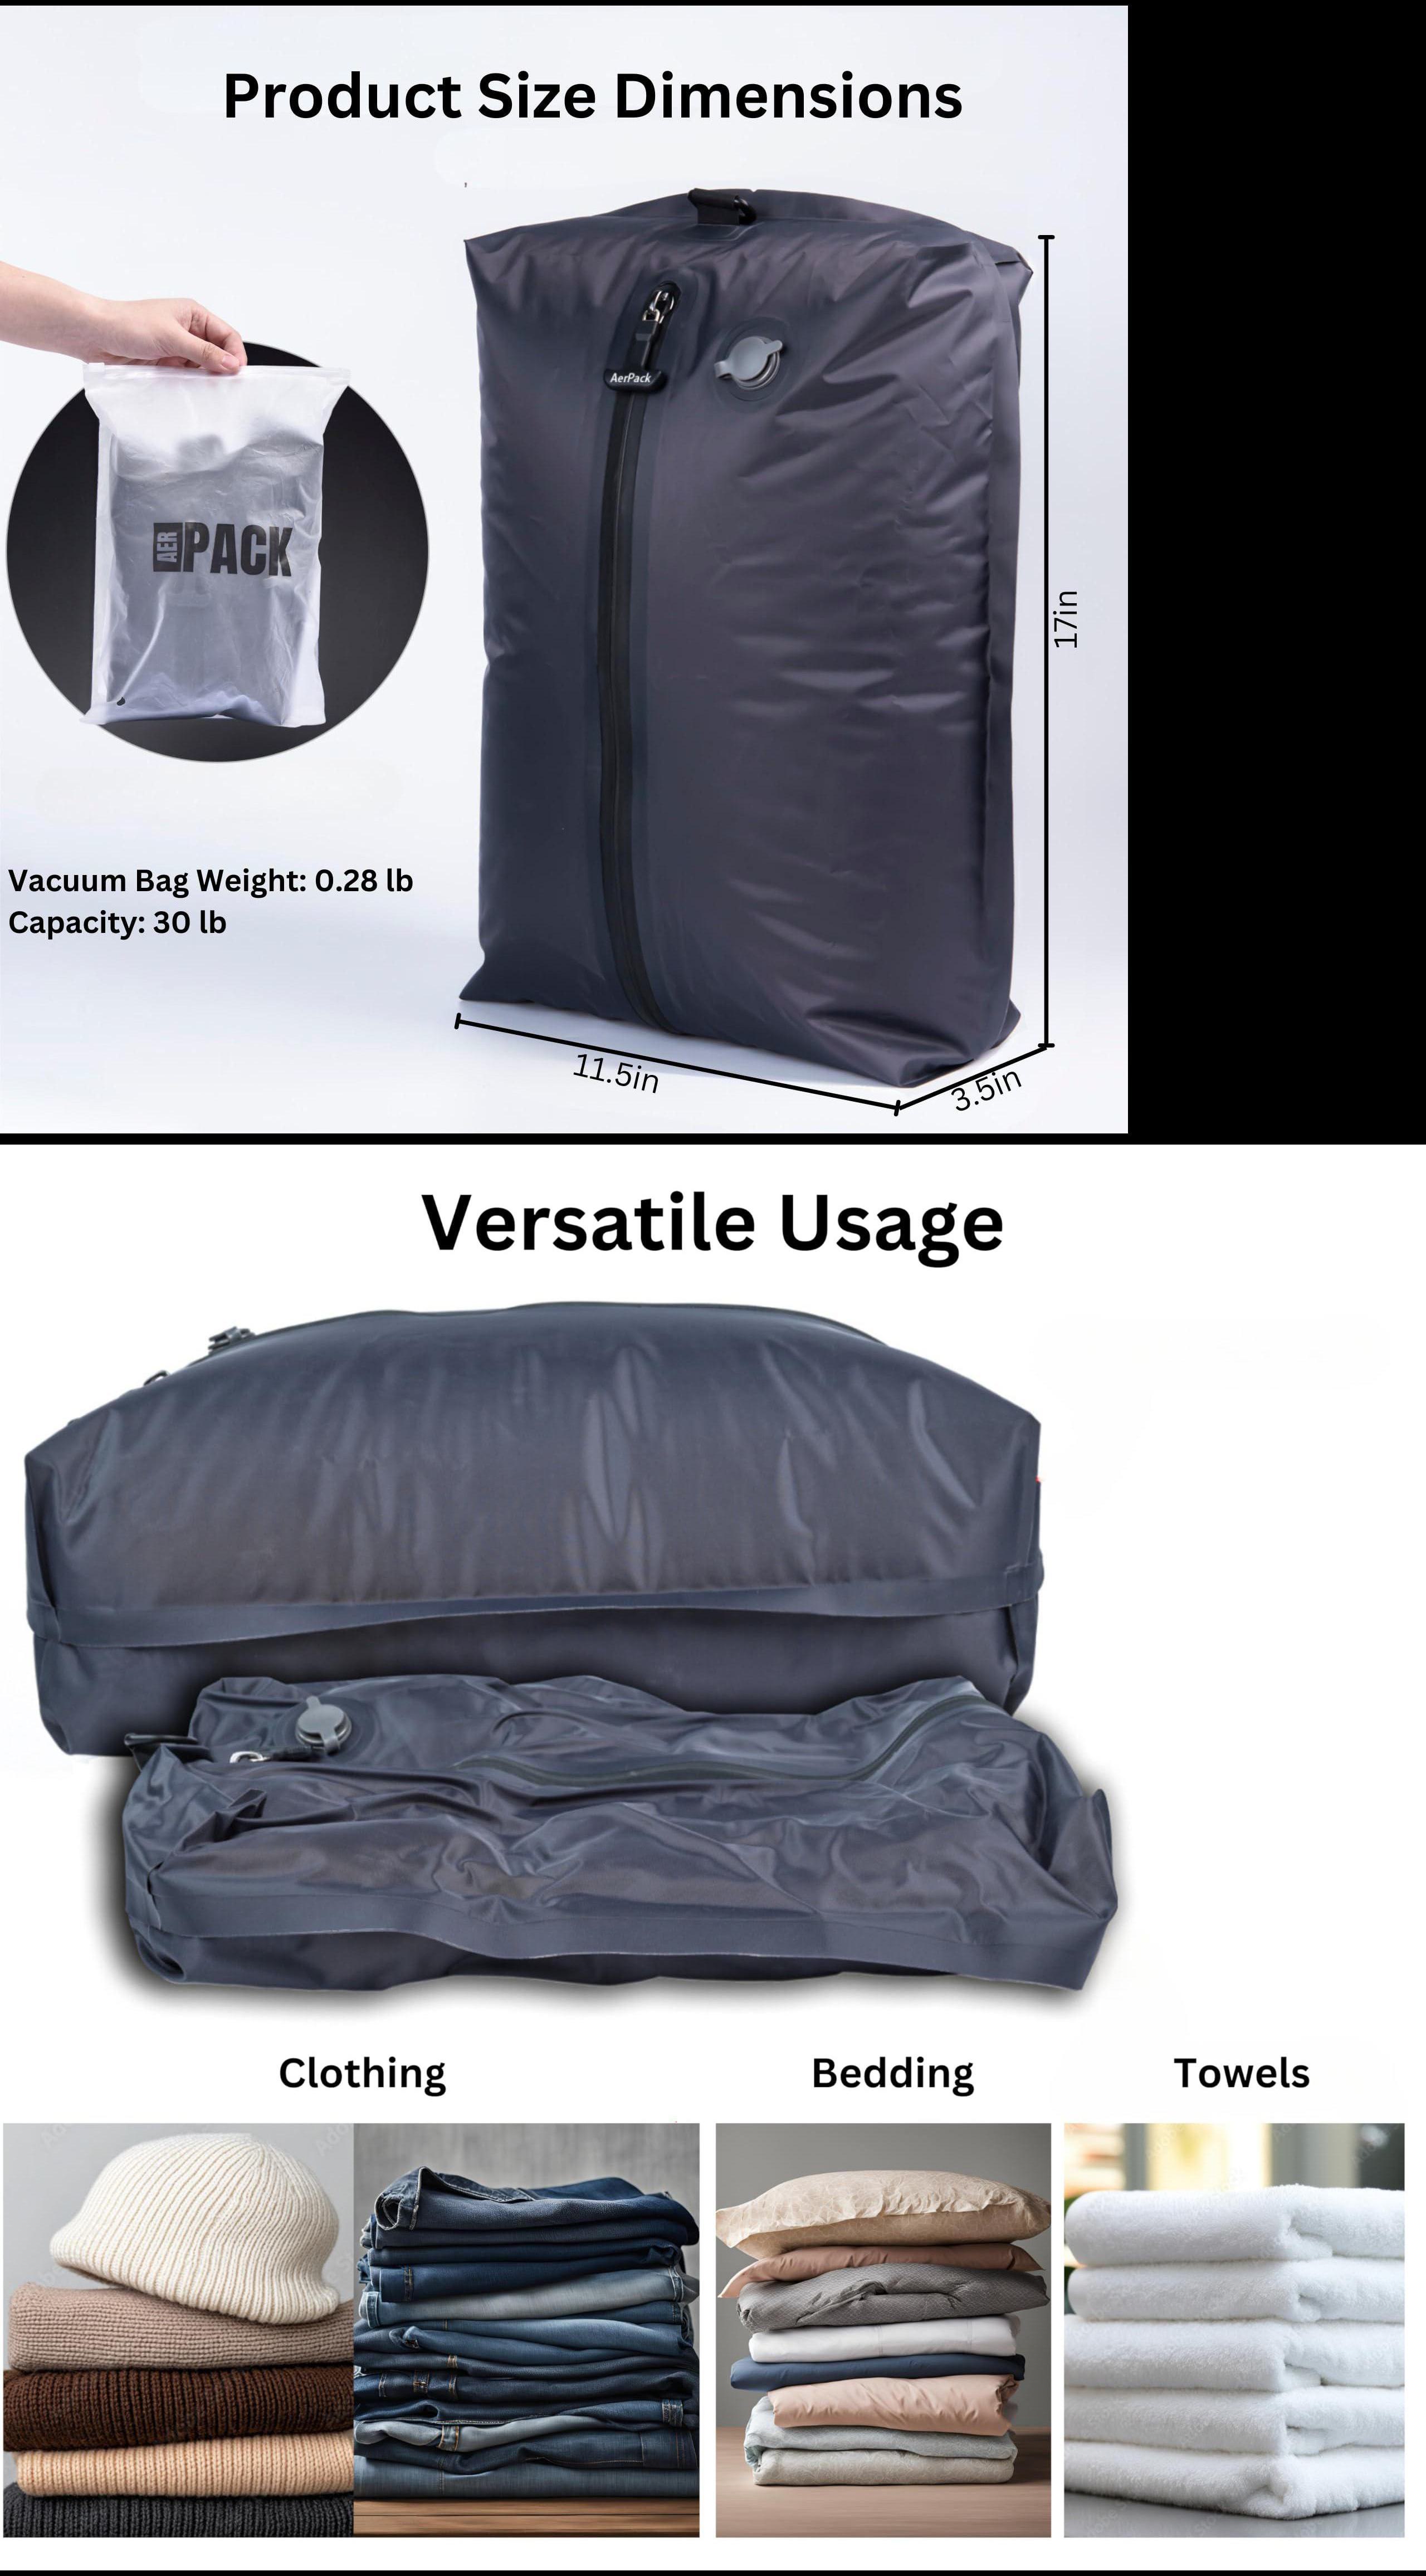 Product Size Dimensions
AerPack
AER PACK
17in
Vacuum Bag Weight: 0.28 lb
Capacity: 30 lb
11.5in
3.5in
Versatile Usage
Clothing
Bedding
Towels